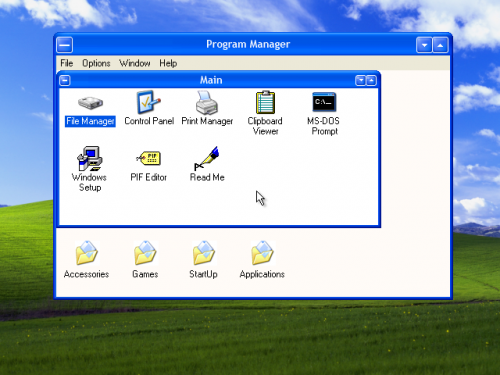 Program Manager
File Options Window Help
Main
File Manager
Control Panel
Print Manager
Clipboard
Viewer
MS-DOS
Prompt
Windows
Setup
PIF Editor
Read Me
Accessories
Games
StartUp
Applications
C:\
PIF